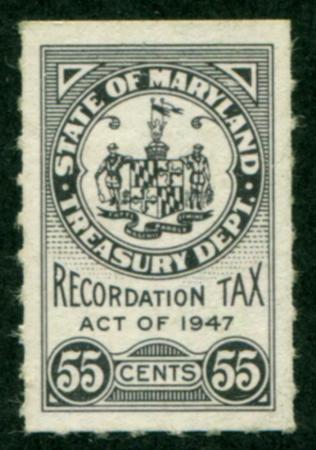 STATE OF MARYLAND
TREASURY DEPT.
RECORDATION TAX
ACT OF 1947
55 CENTS 55